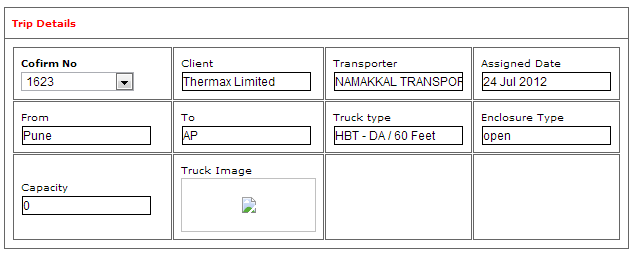 Trip Details
Cofirm No
Client
Transporter
Assigned Date
1623
Thermax Limited
NAMAKKAL TRANSPOR
24 Jul 2012
From
To
Truck type
Enclosure Type
Pune
AP
HBT - DA / 60 Feet
open
Capacity
Truck Image
0